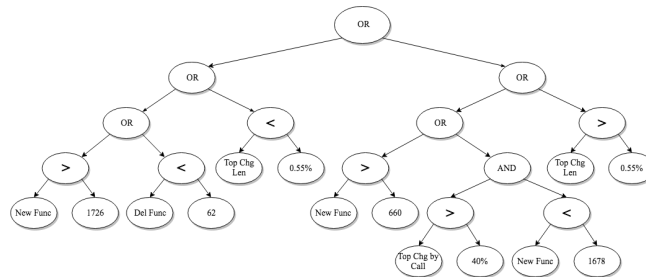 OR
OR
OR
OR
<
OR
>
>
<
Top Chg
Len
0.55%
>
AND
Top Chg
Len
0.55%
New Func
1726
Del Func
62
New Func
660
>
<
Top Chg by
Call
40%
New Func
1678